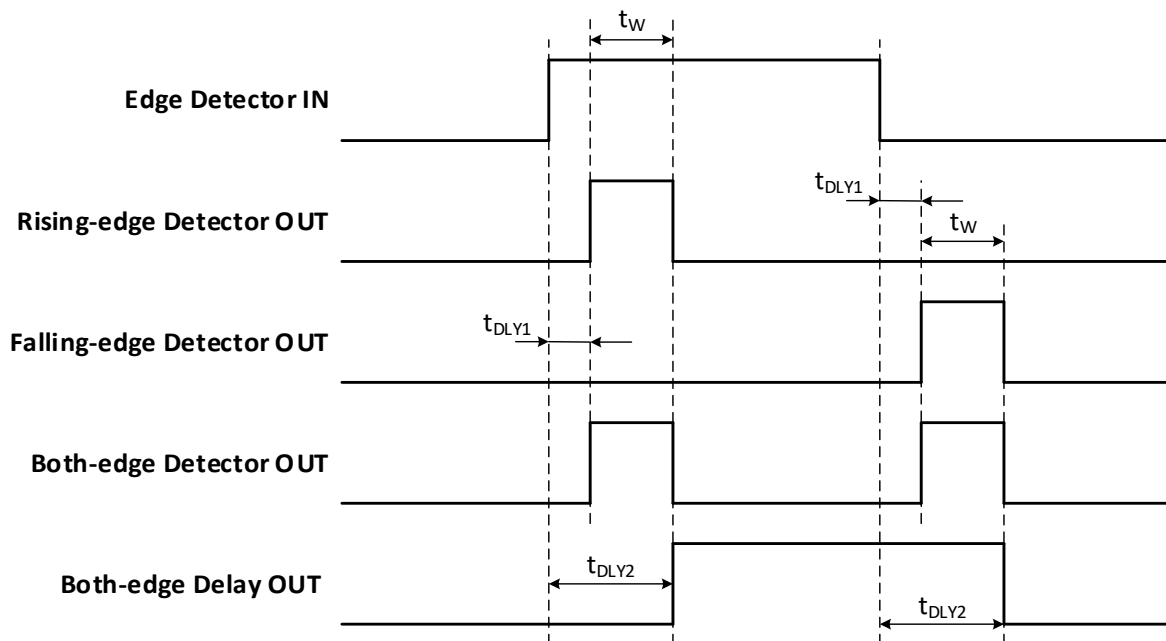 tW
Edge Detector IN
tDLY1
Rising-edge Detector OUT
tW
tDLY1
Falling-edge Detector OUT
Both-edge Detector OUT
tDLY2
Both-edge Delay OUT
tDLY2